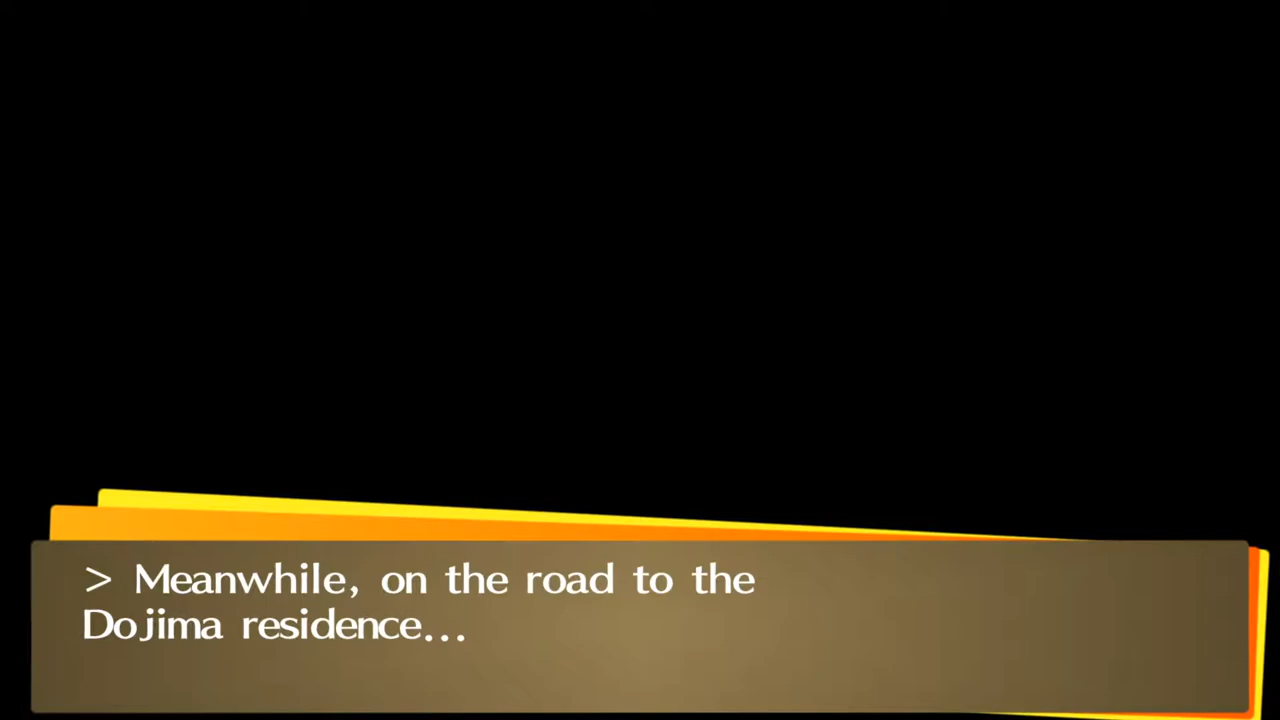 > Meanwhile, on the road to the
Dojima residence...